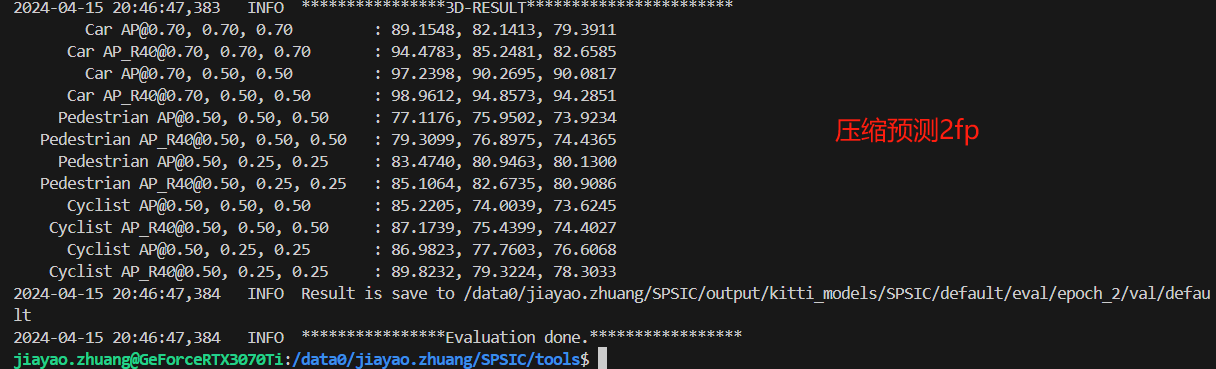 2024-04-15 20:46:47,383   INFO  ****************3D-RESULT***********************
Car AP@0.70, 0.70, 0.70         : 89.1548, 82.1413, 79.3911
Car AP_R40@0.70, 0.70, 0.70     : 94.4783, 85.2481, 82.6585
Car AP@0.70, 0.50, 0.50         : 97.2398, 90.2695, 90.0817
Car AP_R40@0.70, 0.50, 0.50     : 98.9612, 94.8573, 94.2851
Pedestrian AP@0.50, 0.50, 0.50     : 77.1176, 75.9502, 73.9234
压缩预测2fp
Pedestrian AP_R40@0.50, 0.50, 0.50   : 79.3099, 76.8975, 74.4365
Pedestrian AP@0.50, 0.25, 0.25     : 83.4740, 80.9463, 80.1300
Pedestrian AP_R40@0.50, 0.25, 0.25   : 85.1064, 82.6735, 80.9086
Cyclist AP@0.50, 0.50, 0.50       : 85.2205, 74.0039, 73.6245
Cyclist AP_R40@0.50, 0.50, 0.50    : 87.1739, 75.4399, 74.4027
Cyclist AP@0.50, 0.25, 0.25       : 86.9823, 77.7603, 76.6068
Cyclist AP_R40@0.50, 0.25, 0.25    : 89.8232, 79.3224, 78.3033
2024-04-15 20:46:47,384   INFO  Result is save to /data0/jiayao.zhuang/SPSIC/output/kitti_models/SPSIC/default/eval/epoch_2/val/defau
lt
2024-04-15 20:46:47,384   INFO  ****************Evaluation done.*****************
jiayao.zhuang@GeForceRTX3070Ti:/data0/jiayao.zhuang/SPSIC/tools$